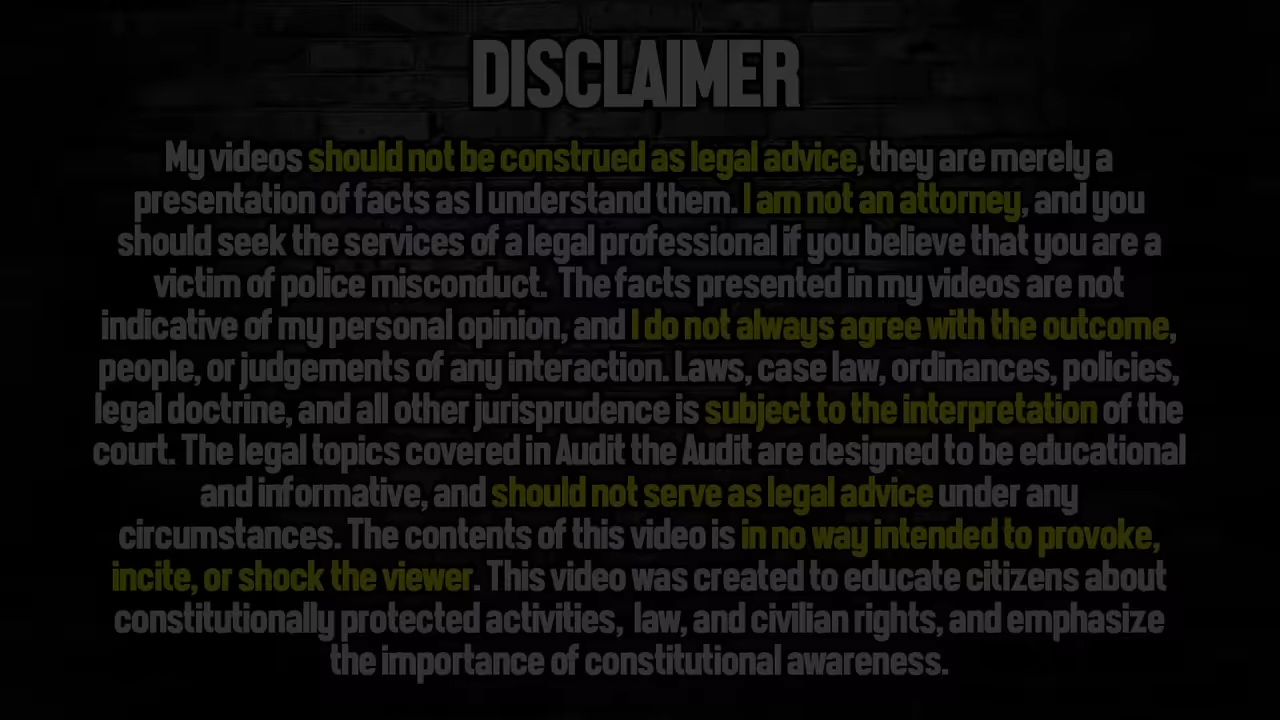 DISCLAIMER
My videos should not be construed as legal advice, they are merely a
presentation of facts as I understand them. I am not an attorney, and you
should seek the services of a legal professional if you believe that you are a
victim of police misconduct. The facts presented in my videos are not
indicative of my personal opinion, and I do not always agree with the outcome,
people, or judgements of any interaction. Laws, case law, ordinances, policies,
legal doctrine, and all other jurisprudence is subject to the interpretation of the
court. The legal topics covered in Audit the Audit are designed to be educational
and informative, and should not serve as legal advice under any
circumstances. The contents of this video is in no way intended to provoke,
incite, or shock the viewer. This video was created to educate citizens about
constitutionally protected activities, law, and civilian rights, and emphasize
the importance of constitutional awareness.